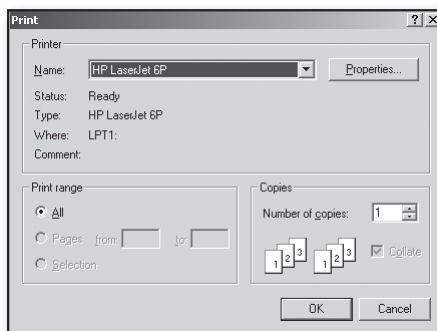 Print
Printer
Name: HP LaserJet 6P Properties...
Status: Ready
Type: HP LaserJet 6P
Where: LPT1:
Comment:
Print range
All
Pages from: to:
Selection
Copies
Number of copies: 1
1 2 3 1 2 3
Collate
OK Cancel